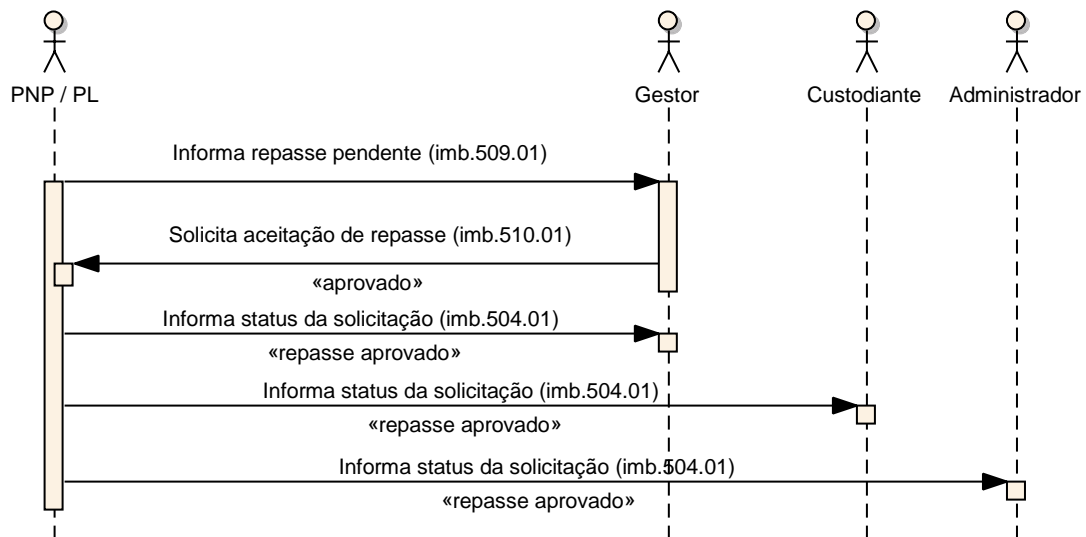 PNP / PL
Gestor
Custodiante
Administrador
Informa repasse pendente (imb.509.01)
Solicita aceitação de repasse (imb.510.01)
«aprovado»
Informa status da solicitação (imb.504.01)
«repasse aprovado»
Informa status da solicitação (imb.504.01)
«repasse aprovado»
Informa status da solicitação (imb.504.01)
«repasse aprovado»